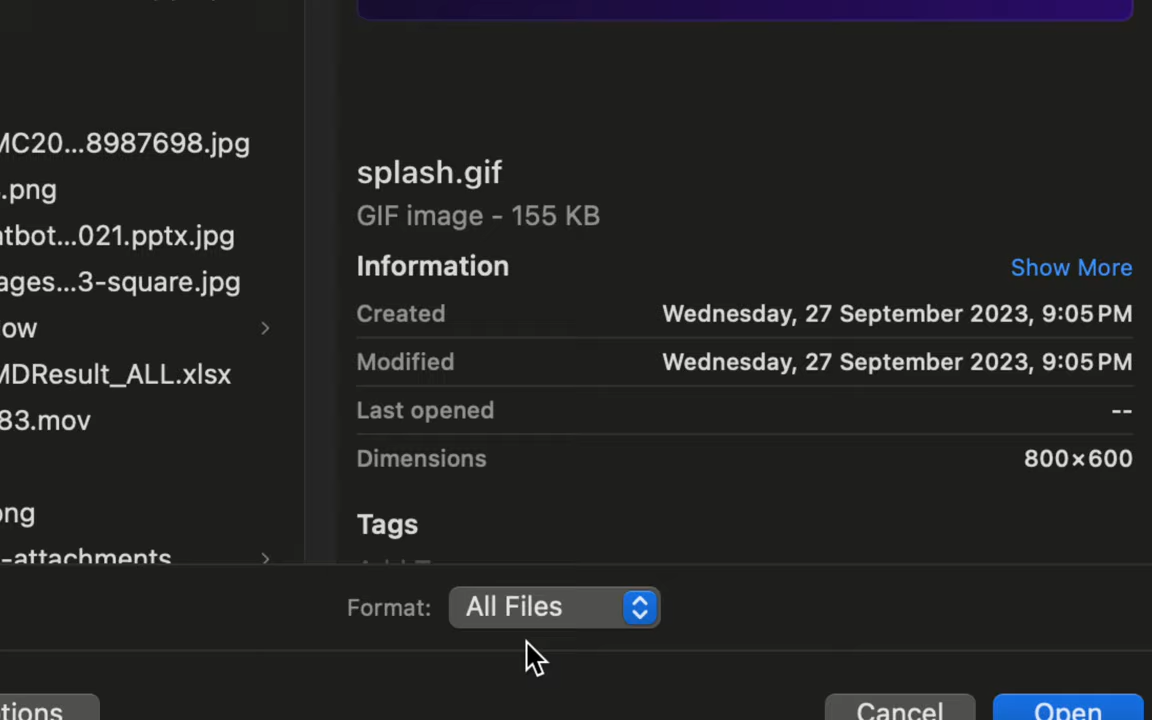 MC20...8987698.jpg
.png
atbot...021.pptx.jpg
ages...3-square.jpg
low
MDResult_ALL.xlsx
83.mov
ong
-attachments
splash.gif
GIF image - 155 KB
Information
Show More
Created
Wednesday, 27 September 2023, 9:05 PM
Modified
Wednesday, 27 September 2023, 9:05 PM
Last opened
--
Dimensions
800×600
Tags
Format:
All Files
tions
Cancel
Open